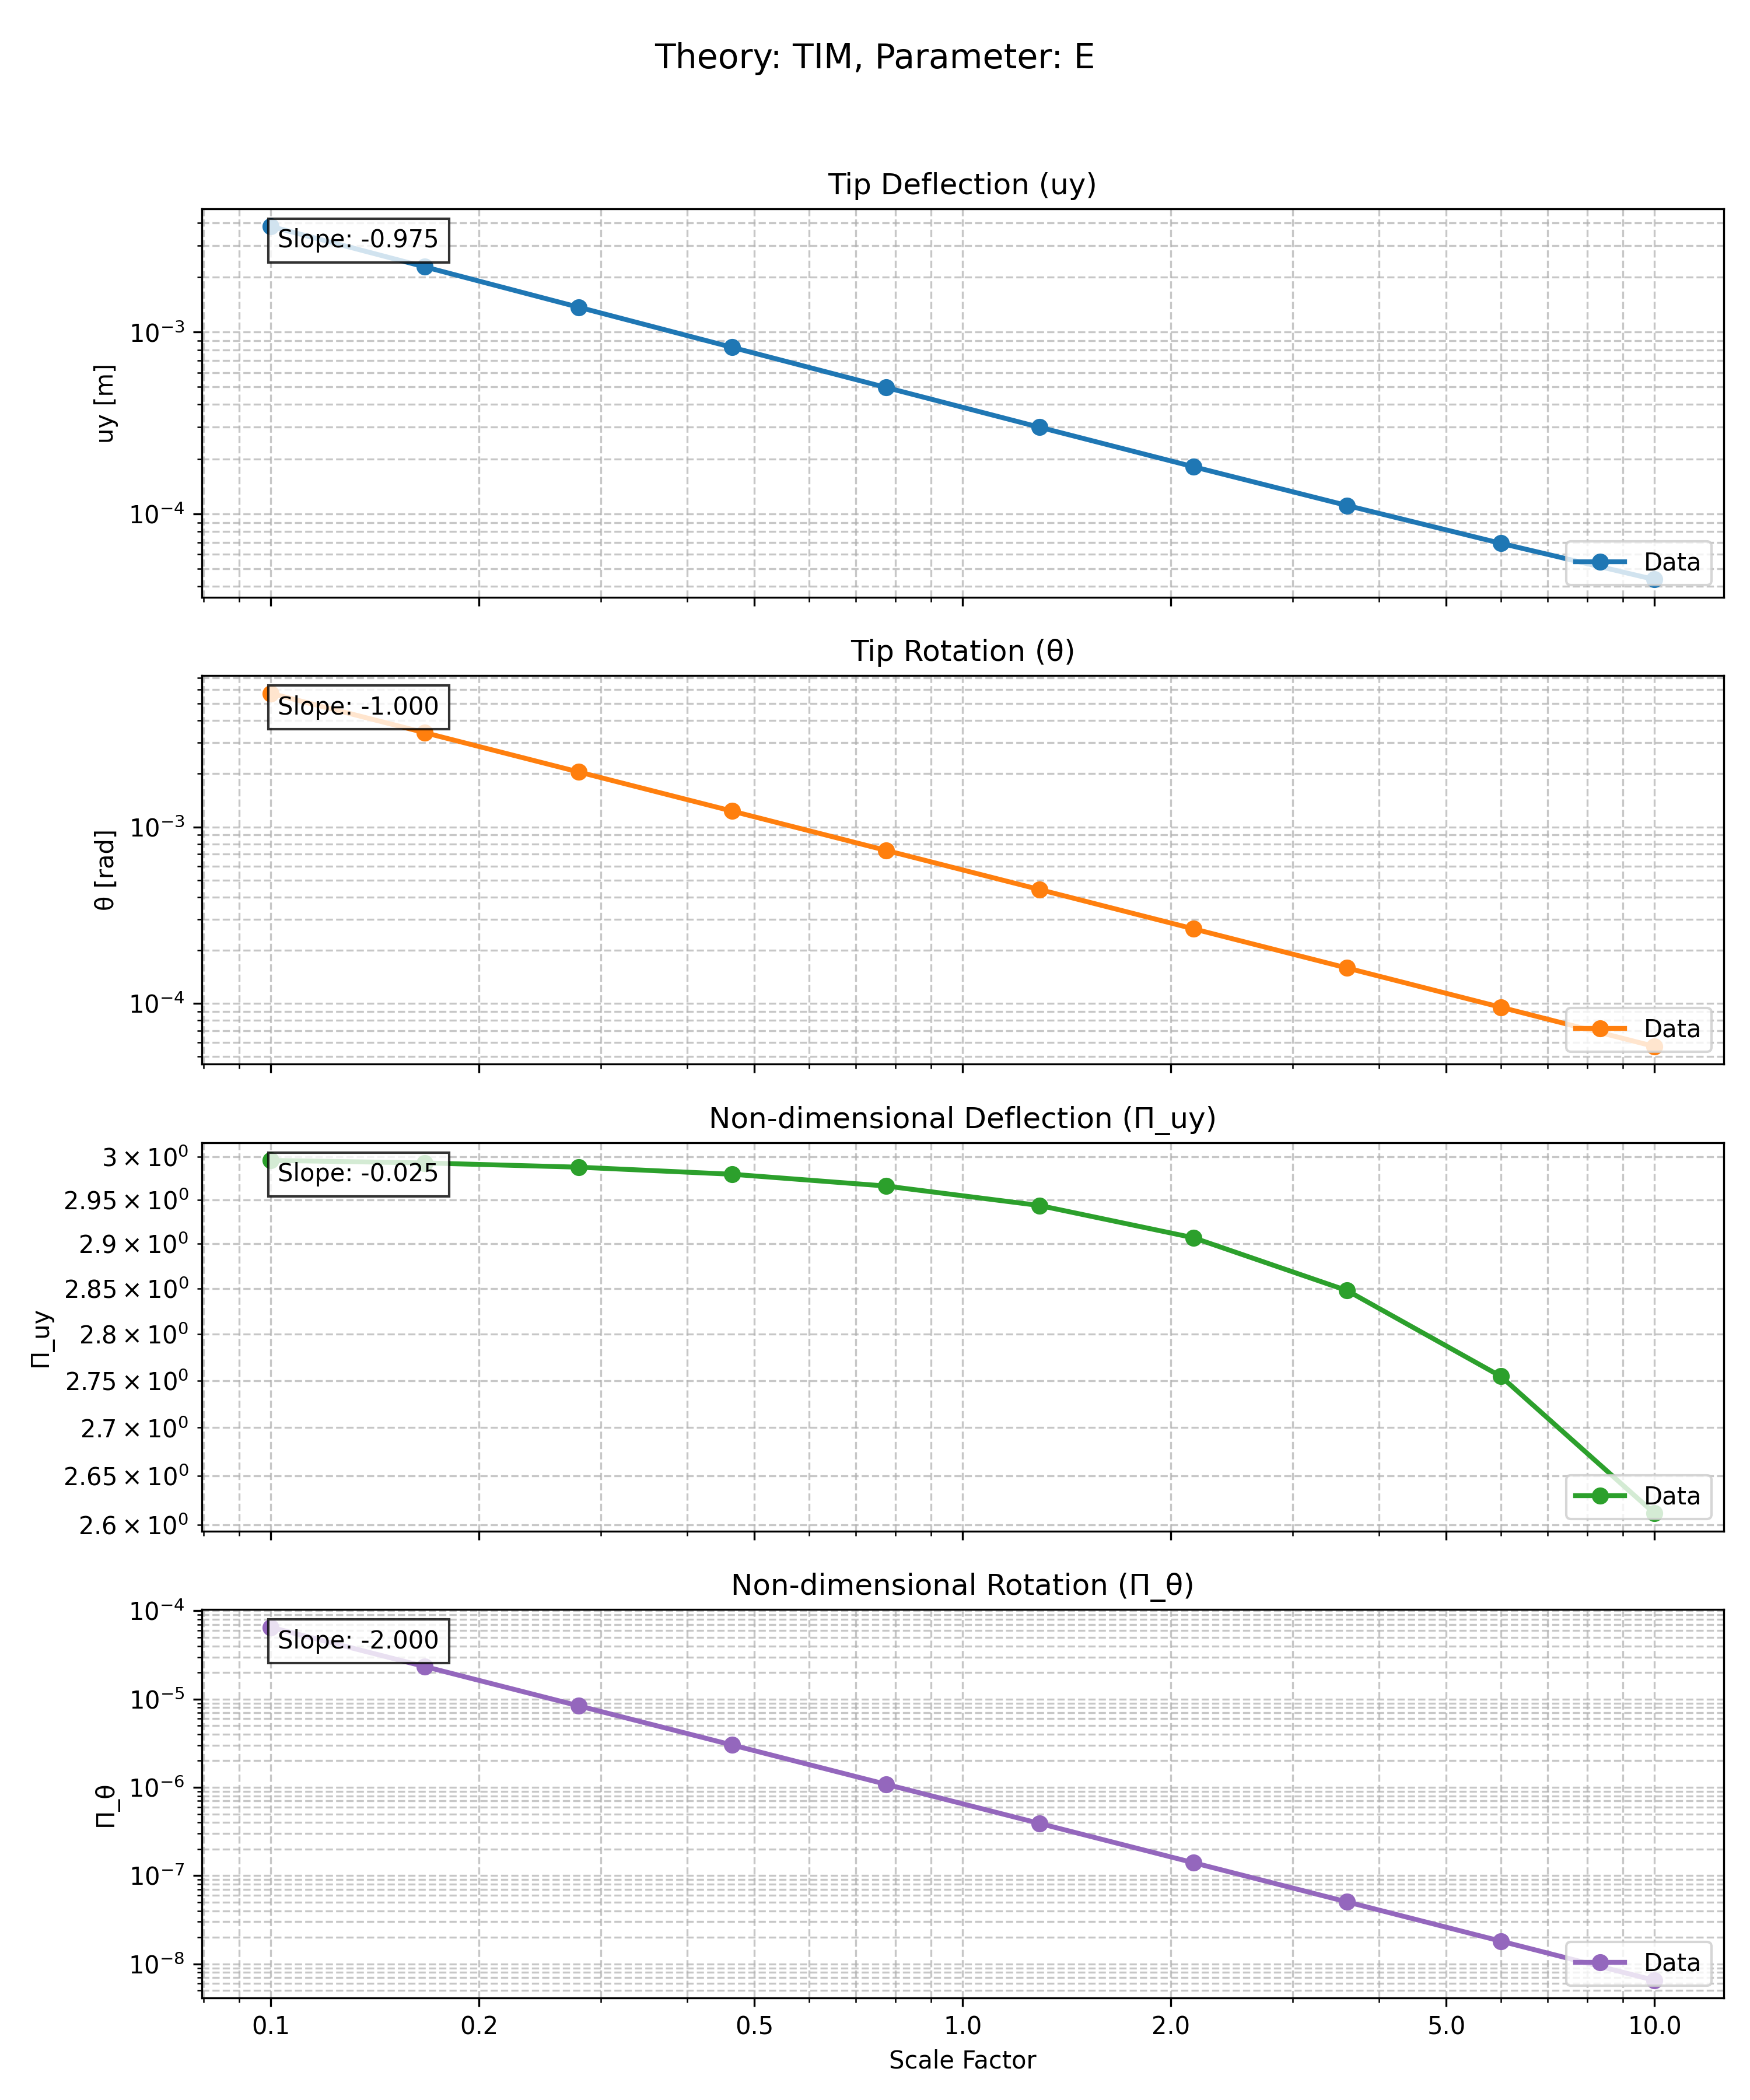 Theory: TIM, Parameter: E
Tip Deflection (uy)
Slope: -0.975
10⁻³
10⁻⁴
uy [m]
Data
Tip Rotation (θ)
Slope: -1.000
10⁻³
10⁻⁴
θ [rad]
Data
Non-dimensional Deflection (Π_uy)
Slope: -0.025
3 × 10⁰
2.95 × 10⁰
2.9 × 10⁰
2.85 × 10⁰
2.8 × 10⁰
2.75 × 10⁰
2.7 × 10⁰
2.65 × 10⁰
2.6 × 10⁰
Π_uy
Data
Non-dimensional Rotation (Π_θ)
Slope: -2.000
10⁻⁴
10⁻⁵
10⁻⁶
10⁻⁷
10⁻⁸
Π_θ
Data
0.1 0.2 0.5 1.0 2.0 5.0 10.0
Scale Factor